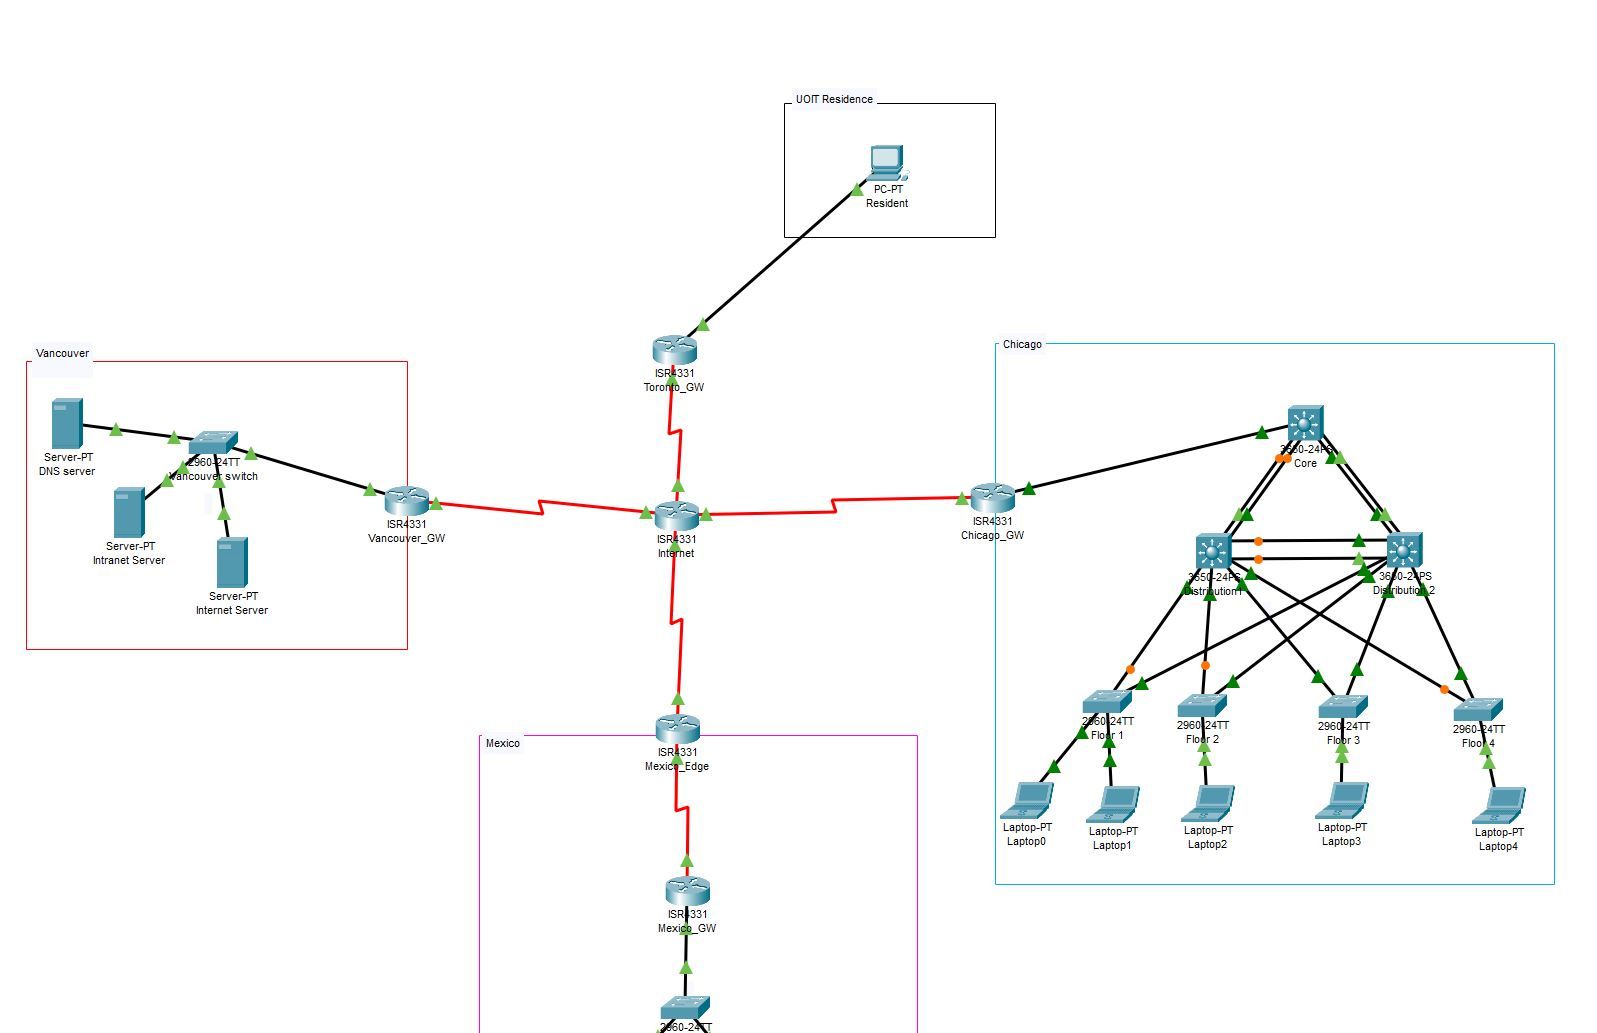 UOIT Residence
PC-PT
Resident
ISR4331
Toronto_GW
Vancouver
Server-PT
DNS server
2960-24TT
Vancouver switch
Server-PT
Intranet Server
Server-PT
Internet Server
ISR4331
Vancouver_GW
ISR4331
Internet
ISR4331
Chicago_GW
Chicago
3650-24PS
Core
3650-24PS
Distribution1
3650-24PS
Distribution 2
2960-24TT
Floor 1
2960-24TT
Floor 2
2960-24TT
Floor 3
2960-24TT
Floor 4
Laptop-PT
Laptop0
Laptop-PT
Laptop1
Laptop-PT
Laptop2
Laptop-PT
Laptop3
Laptop-PT
Laptop4
Mexico
ISR4331
Mexico_Edge
ISR4331
Mexico_GW
2960-24TT